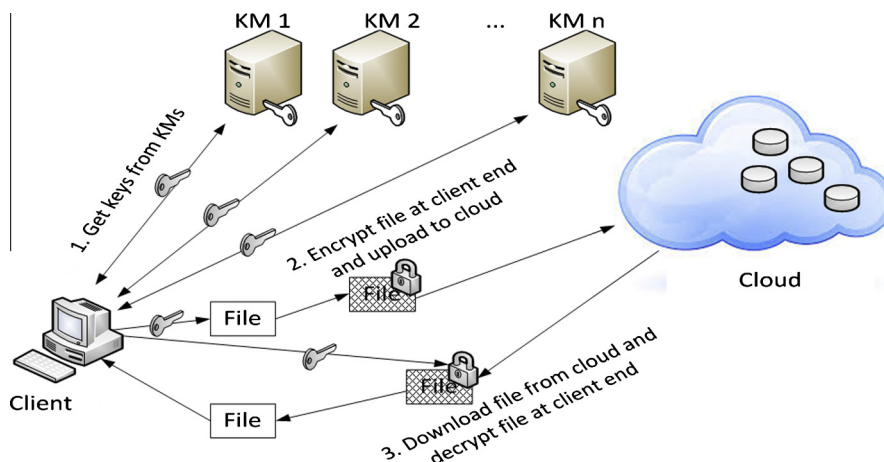 KM 1
KM 2
...
KM n
1. Get keys from KMs
2. Encrypt file at client end
and upload to cloud
Cloud
File
File
Client
File
File
3. Download file from cloud and
decrypt file at client end